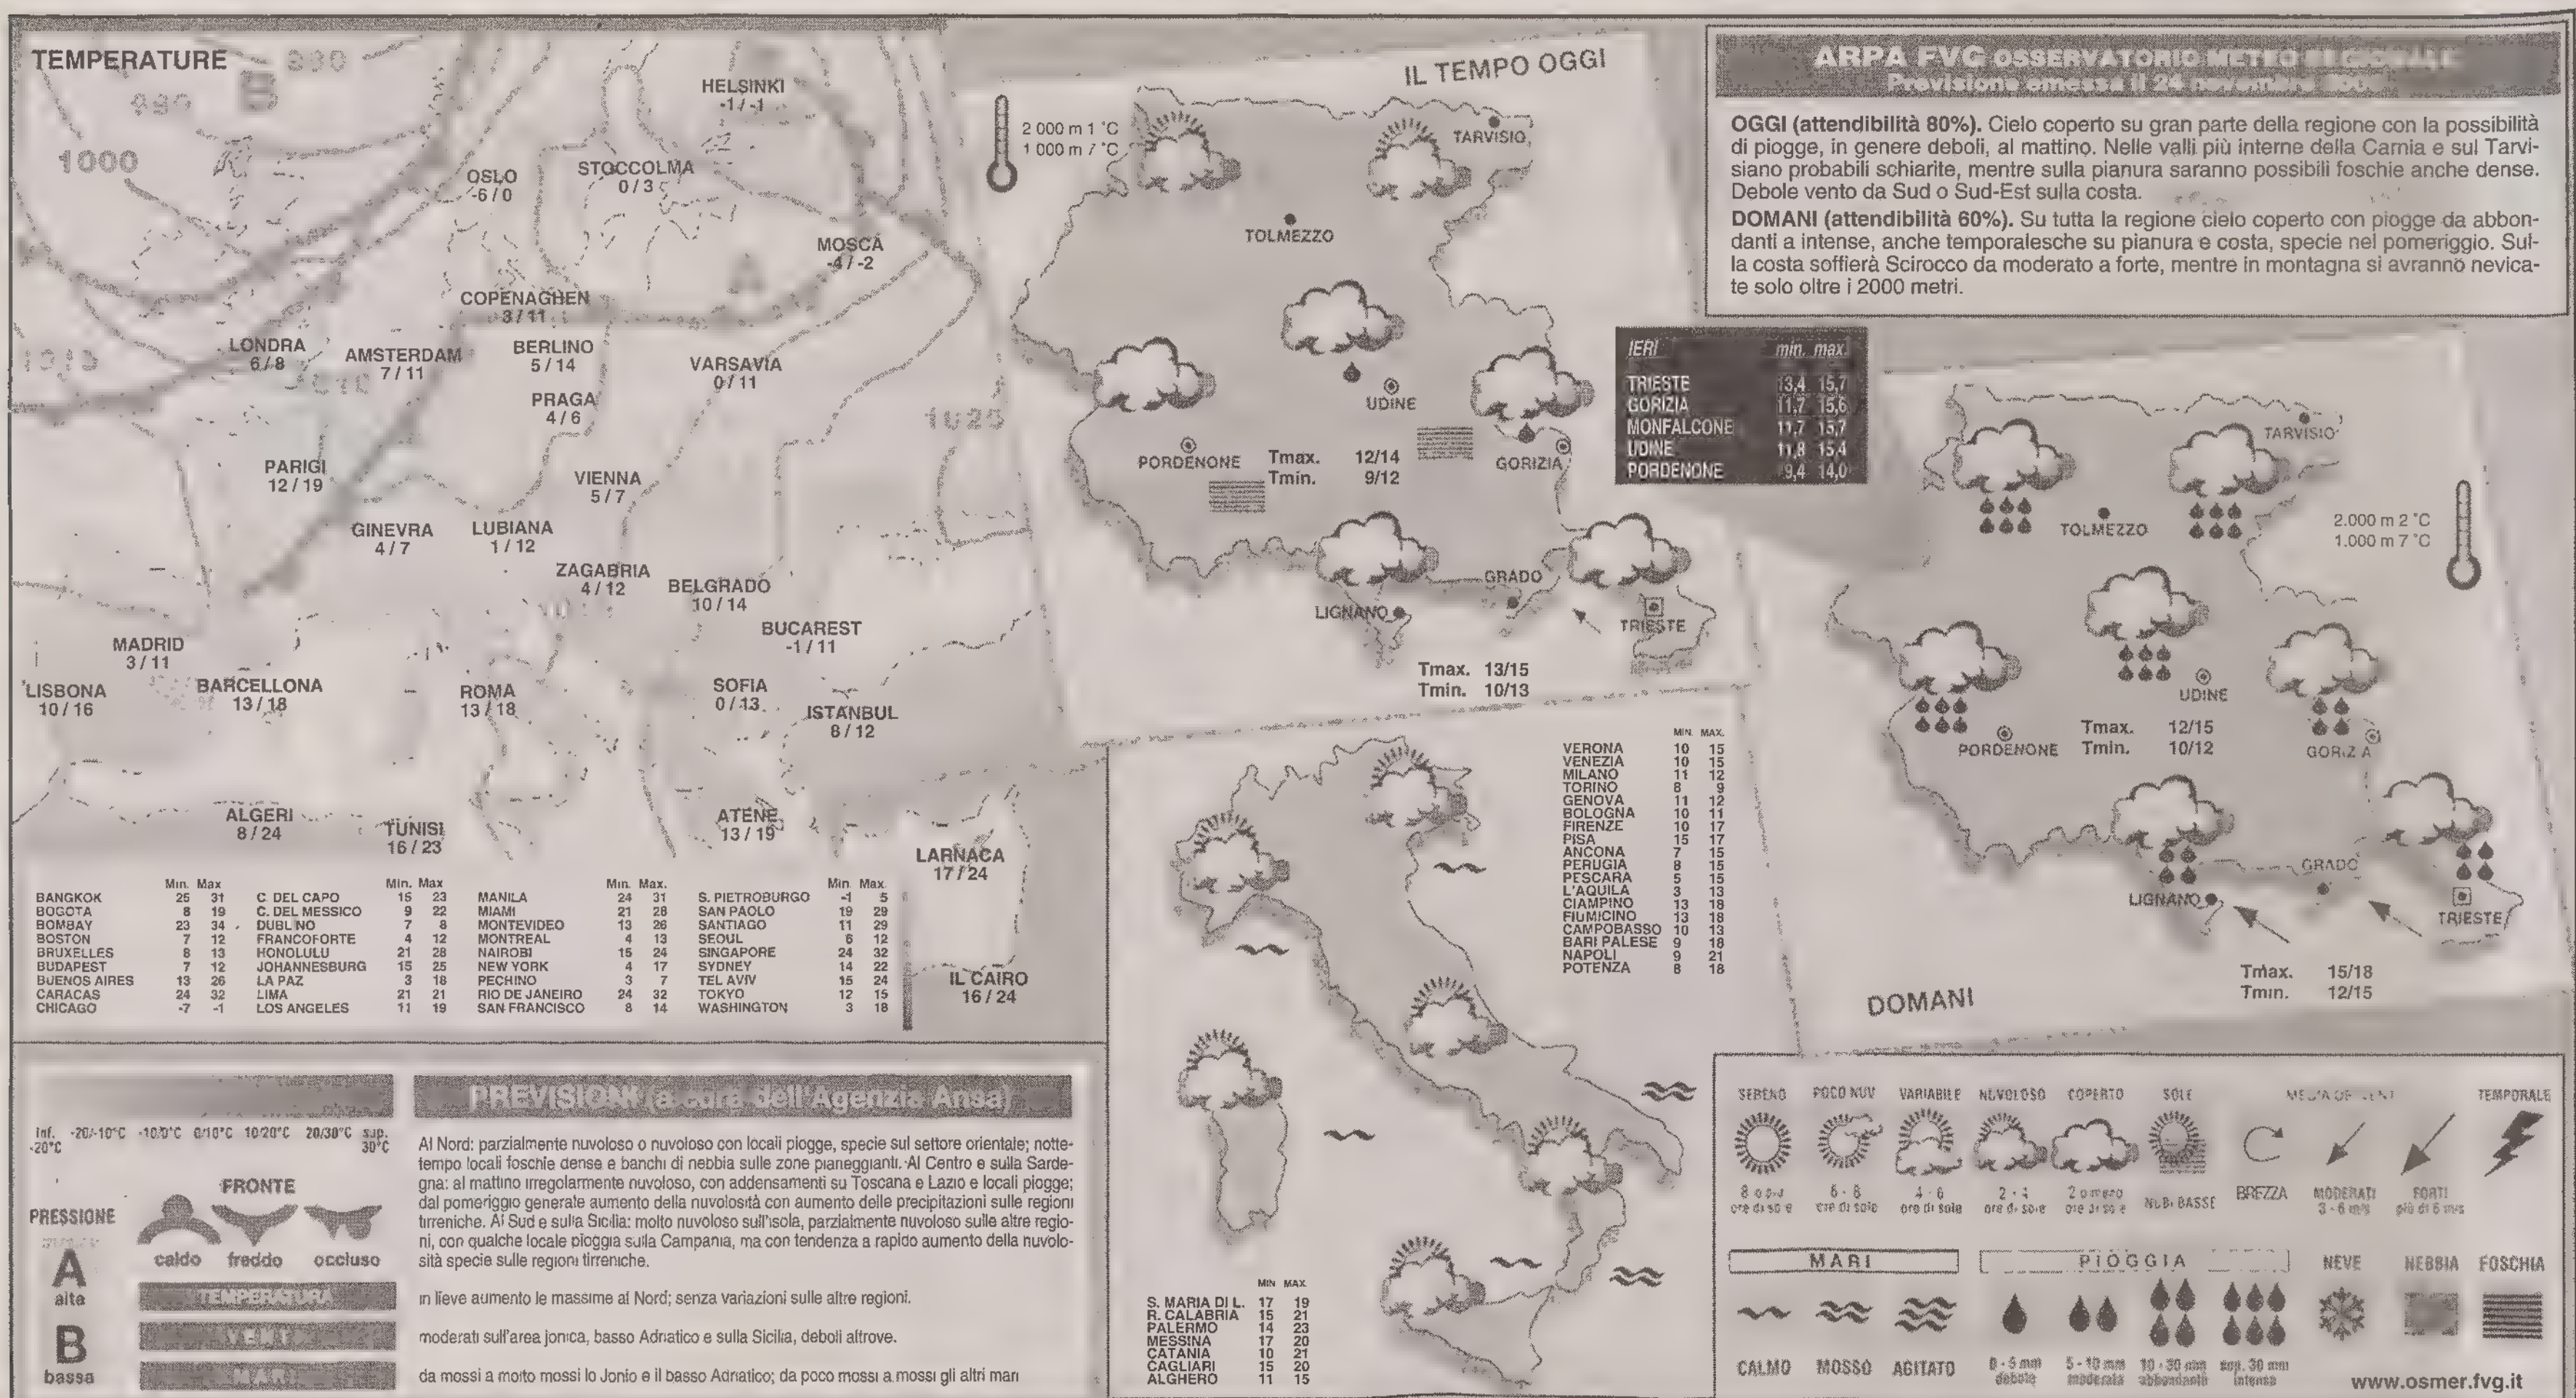 TEMPERATURE
990
990
B
1000
HELSINKI
-1 / -1
OSLO
-6 / 0
STOCCOLMA
0 / 3
MOSCA
-4 / -2
A
COPENAGHEN
3 / 11
LONDRA
6 / 8
AMSTERDAM
7 / 11
BERLINO
5 / 14
VARSAVIA
0 / 11
PRAGA
4 / 6
1025
PARIGI
12 / 19
VIENNA
5 / 7
GINEVRA
4 / 7
LUBIANA
1 / 12
ZAGABRIA
4 / 12
BELGRADO
10 / 14
BUCAREST
-1 / 11
MADRID
3 / 11
LISBONA
10 / 16
BARCELLONA
13 / 18
ROMA
13 / 18
SOFIA
0 / 13
ISTANBUL
8 / 12
ALGERI
8 / 24
TUNISI
16 / 23
ATENE
13 / 19
LARNACA
17 / 24
IL CAIRO
16 / 24
Min. Max
BANGKOK 25 31
BOGOTA 8 19
BOMBAY 23 34
BOSTON 7 12
BRUXELLES 8 13
BUDAPEST 7 12
BUENOS AIRES 13 26
CARACAS 24 32
CHICAGO -7 -1
Min. Max
C. DEL CAPO 15 23
C. DEL MESSICO 9 22
DUBLINO 7 8
FRANCOFORTE 4 12
HONOLULU 21 28
JOHANNESBURG 15 25
LA PAZ 3 18
LIMA 21 21
LOS ANGELES 11 19
Min. Max.
MANILA 24 31
MIAMI 21 28
MONTEVIDEO 13 26
MONTREAL 4 13
NAIROBI 15 24
NEW YORK 4 17
PECHINO 3 7
RIO DE JANEIRO 24 32
SAN FRANCISCO 8 14
Min. Max.
S. PIETROBURGO -1 5
SAN PAOLO 19 29
SANTIAGO 11 29
SEOUL 6 12
SINGAPORE 24 32
SYDNEY 14 22
TEL AVIV 15 24
TOKYO 12 15
WASHINGTON 3 18
IL TEMPO OGGI
2 000 m 1 °C
1 000 m 7 °C
TARVISIO
TOLMEZZO
UDINE
PORDENONE
Tmax. 12/14
Tmin. 9/12
GORIZIA
GRADO
LIGNANO
TRIESTE
Tmax. 13/15
Tmin. 10/13
ARPA FVG OSSERVATORIO METEO REGIONALE
Previsione emessa il 24 novembre
OGGI (attendibilità 80%). Cielo coperto su gran parte della regione con la possibilità
di piogge, in genere deboli, al mattino. Nelle valli più interne della Carnia e sul Tarvi-
siano probabili schiarite, mentre sulla pianura saranno possibili foschie anche dense.
Debole vento da Sud o Sud-Est sulla costa.
DOMANI (attendibilità 60%). Su tutta la regione cielo coperto con piogge da abbon-
danti a intense, anche temporalesche su pianura e costa, specie nel pomeriggio. Sul-
la costa soffierà Scirocco da moderato a forte, mentre in montagna si avranno nevica-
te solo oltre i 2000 metri.
IERI min. max.
TRIESTE 13,4 15,7
GORIZIA 11,7 15,6
MONFALCONE 11,7 15,7
UDINE 11,8 15,4
PORDENONE 9,4 14,0
TARVISIO
TOLMEZZO
2.000 m 2 °C
1.000 m 7 °C
UDINE
PORDENONE
Tmax. 12/15
Tmin. 10/12
GORIZIA
GRADO
LIGNANO
TRIESTE
Tmax. 15/18
Tmin. 12/15
DOMANI
MIN. MAX.
VERONA 10 15
VENEZIA 10 15
MILANO 11 12
TORINO 8 9
GENOVA 11 12
BOLOGNA 10 11
FIRENZE 10 17
PISA 15 17
ANCONA 7 15
PERUGIA 8 15
PESCARA 5 15
L'AQUILA 3 13
CIAMPINO 13 18
FIUMICINO 13 18
CAMPOBASSO 10 13
BARI PALESE 9 18
NAPOLI 9 21
POTENZA 8 18
MIN MAX
S. MARIA DI L. 17 19
R. CALABRIA 15 21
PALERMO 14 23
MESSINA 17 20
CATANIA 10 21
CAGLIARI 15 20
ALGHERO 11 15
Inf. -20/-10°C -10/0°C 0/10°C 10/20°C 20/30°C sup.
-20°C 30°C
PRESSIONE
FRONTE
caldo freddo occluso
A
alta
B
bassa
PREVISIONI (a cura dell'Agenzia Ansa)
Al Nord: parzialmente nuvoloso o nuvoloso con locali piogge, specie sul settore orientale; notte-
tempo locali foschie dense e banchi di nebbia sulle zone pianeggianti. Al Centro e sulla Sarde-
gna: al mattino irregolarmente nuvoloso, con addensamenti su Toscana e Lazio e locali piogge;
dal pomeriggio generale aumento della nuvolosità con aumento delle precipitazioni sulle regioni
tirreniche. Al Sud e sulla Sicilia: molto nuvoloso sull'isola, parzialmente nuvoloso sulle altre regio-
ni, con qualche locale pioggia sulla Campania, ma con tendenza a rapido aumento della nuvolo-
sità specie sulle regioni tirreniche.
TEMPERATURA
in lieve aumento le massime al Nord; senza variazioni sulle altre regioni.
VENTI
moderati sull'area jonica, basso Adriatico e sulla Sicilia, deboli altrove.
MARI
da mossi a molto mossi lo Jonio e il basso Adriatico; da poco mossi a mossi gli altri mari
SERENO POCO NUV VARIABILE NUVOLOSO COPERTO SOLE TEMPORALE
8 o più ore di sole
6 - 8 ore di sole
4 - 6 ore di sole
2 - 4 ore di sole
2 o meno ore di sole
NUBI BASSE
BREZZA
MODERATI 3 - 6 m/s
FORTI più di 6 m/s
MARI
PIOGGIA
NEVE NEBBIA FOSCHIA
CALMO MOSSO AGITATO
0 - 5 mm debole
5 - 10 mm moderata
10 - 30 mm abbondante
sup. 30 mm intensa
www.osmer.fvg.it